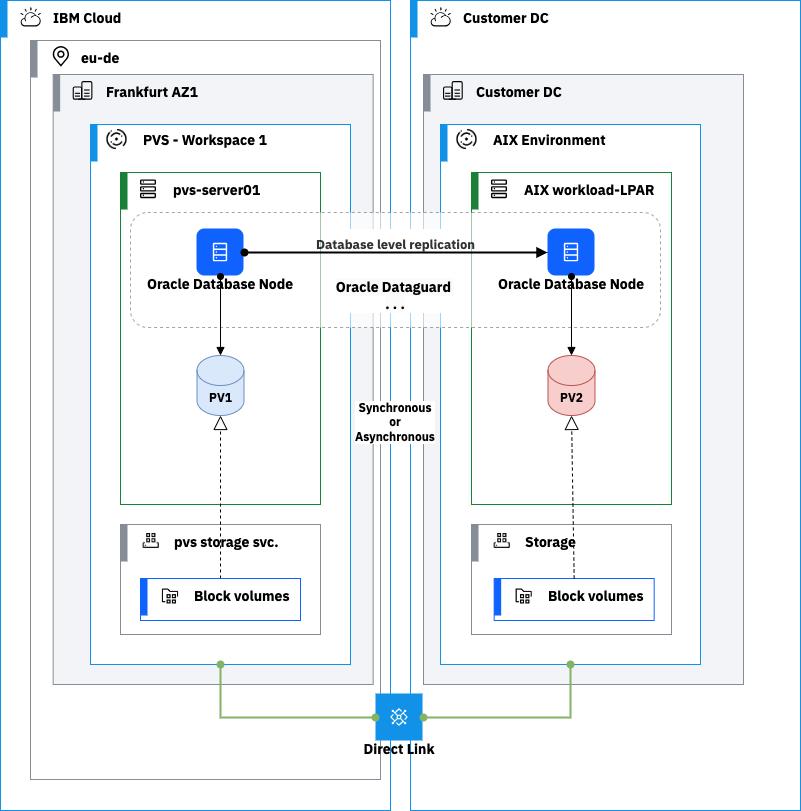 IBM Cloud
Customer DC
eu-de
Frankfurt AZ1
Customer DC
PVS - Workspace 1
AIX Environment
pvs-server01
AIX workload-LPAR
Database level replication
Oracle Database Node
Oracle Dataguard
...
Oracle Database Node
PV1
PV2
Synchronous
or
Asynchronous
pvs storage svc.
Storage
Block volumes
Block volumes
Direct Link